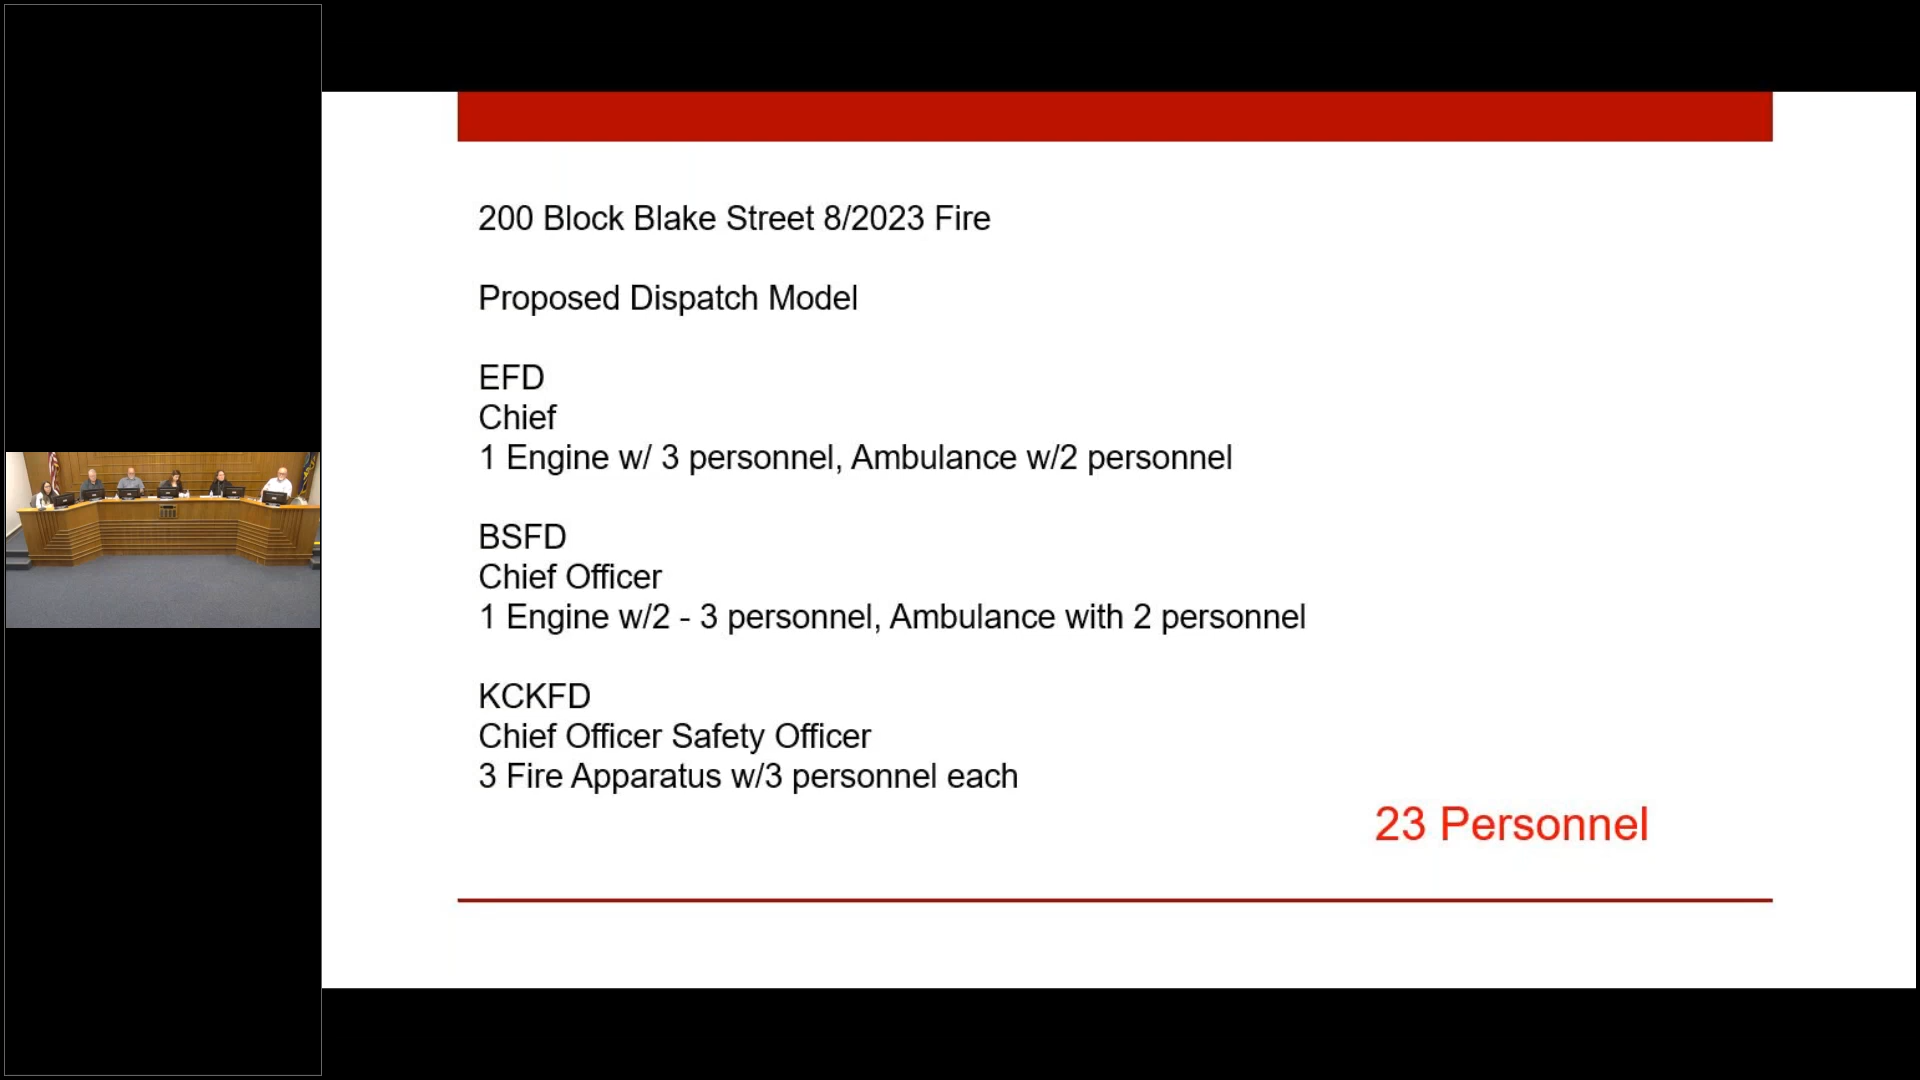 200 Block Blake Street 8/2023 Fire
Proposed Dispatch Model
EFD
Chief
1 Engine w/ 3 personnel, Ambulance w/2 personnel
BSFD
Chief Officer
1 Engine w/2 - 3 personnel, Ambulance with 2 personnel
KCKFD
Chief Officer Safety Officer
3 Fire Apparatus w/3 personnel each
23 Personnel